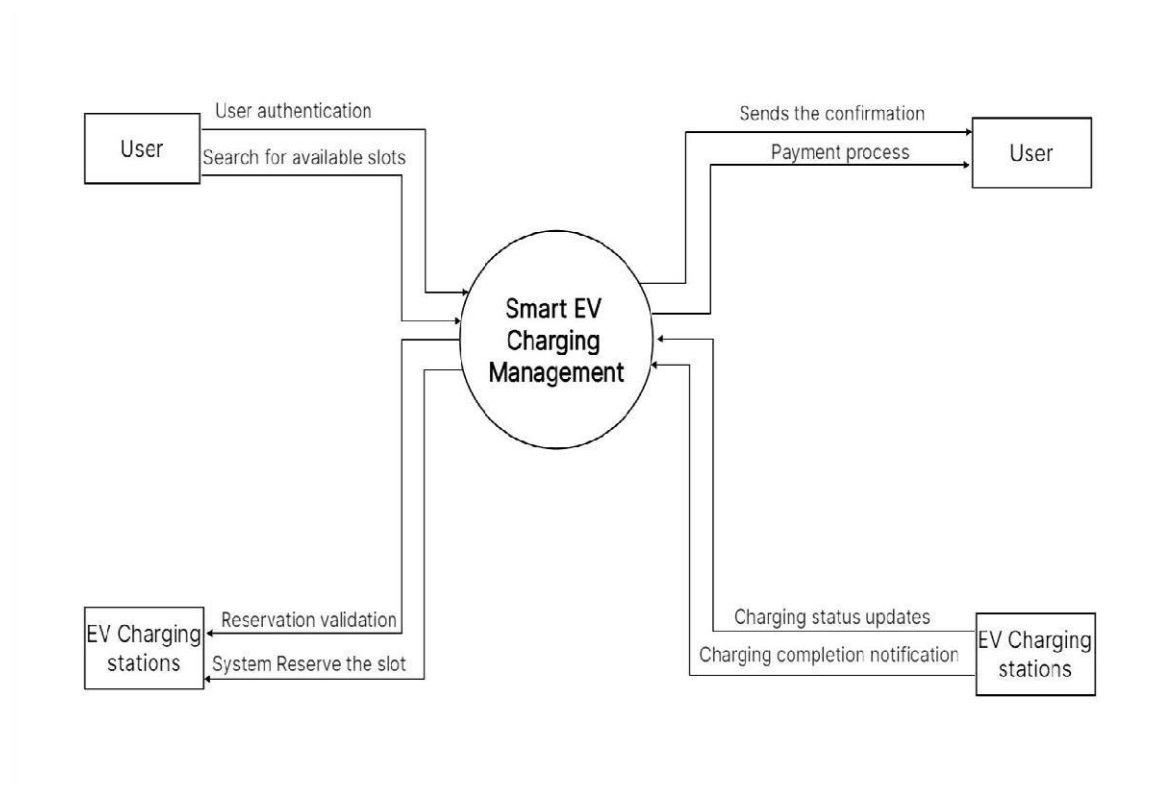 User authentication
User
Search for available slots
Sends the confirmation
Payment process
User
Smart EV
Charging
Management
Reservation validation
EV Charging
stations
System Reserve the slot
Charging status updates
Charging completion notification
EV Charging
stations